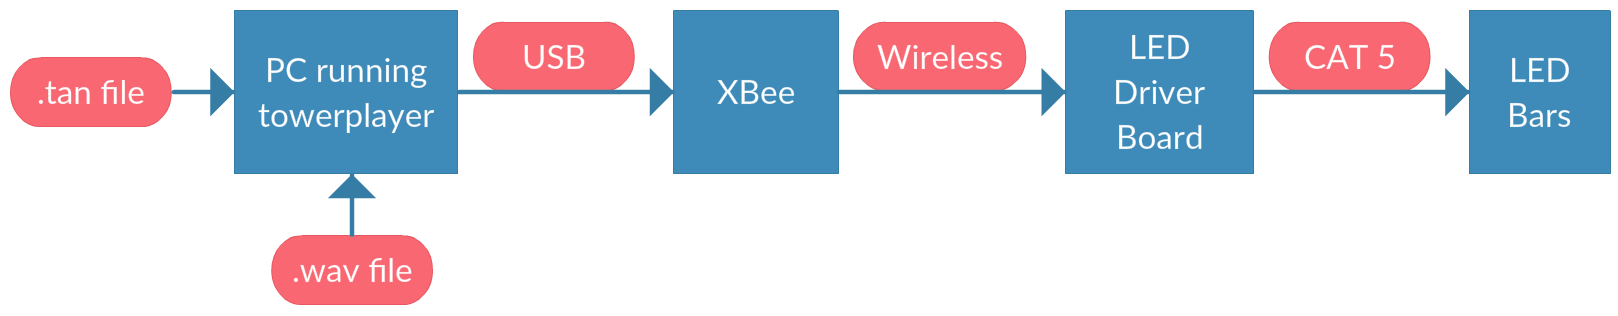 .tan file
PC running
towerplayer
USB
XBee
Wireless
LED
Driver
Board
CAT 5
LED
Bars
.wav file